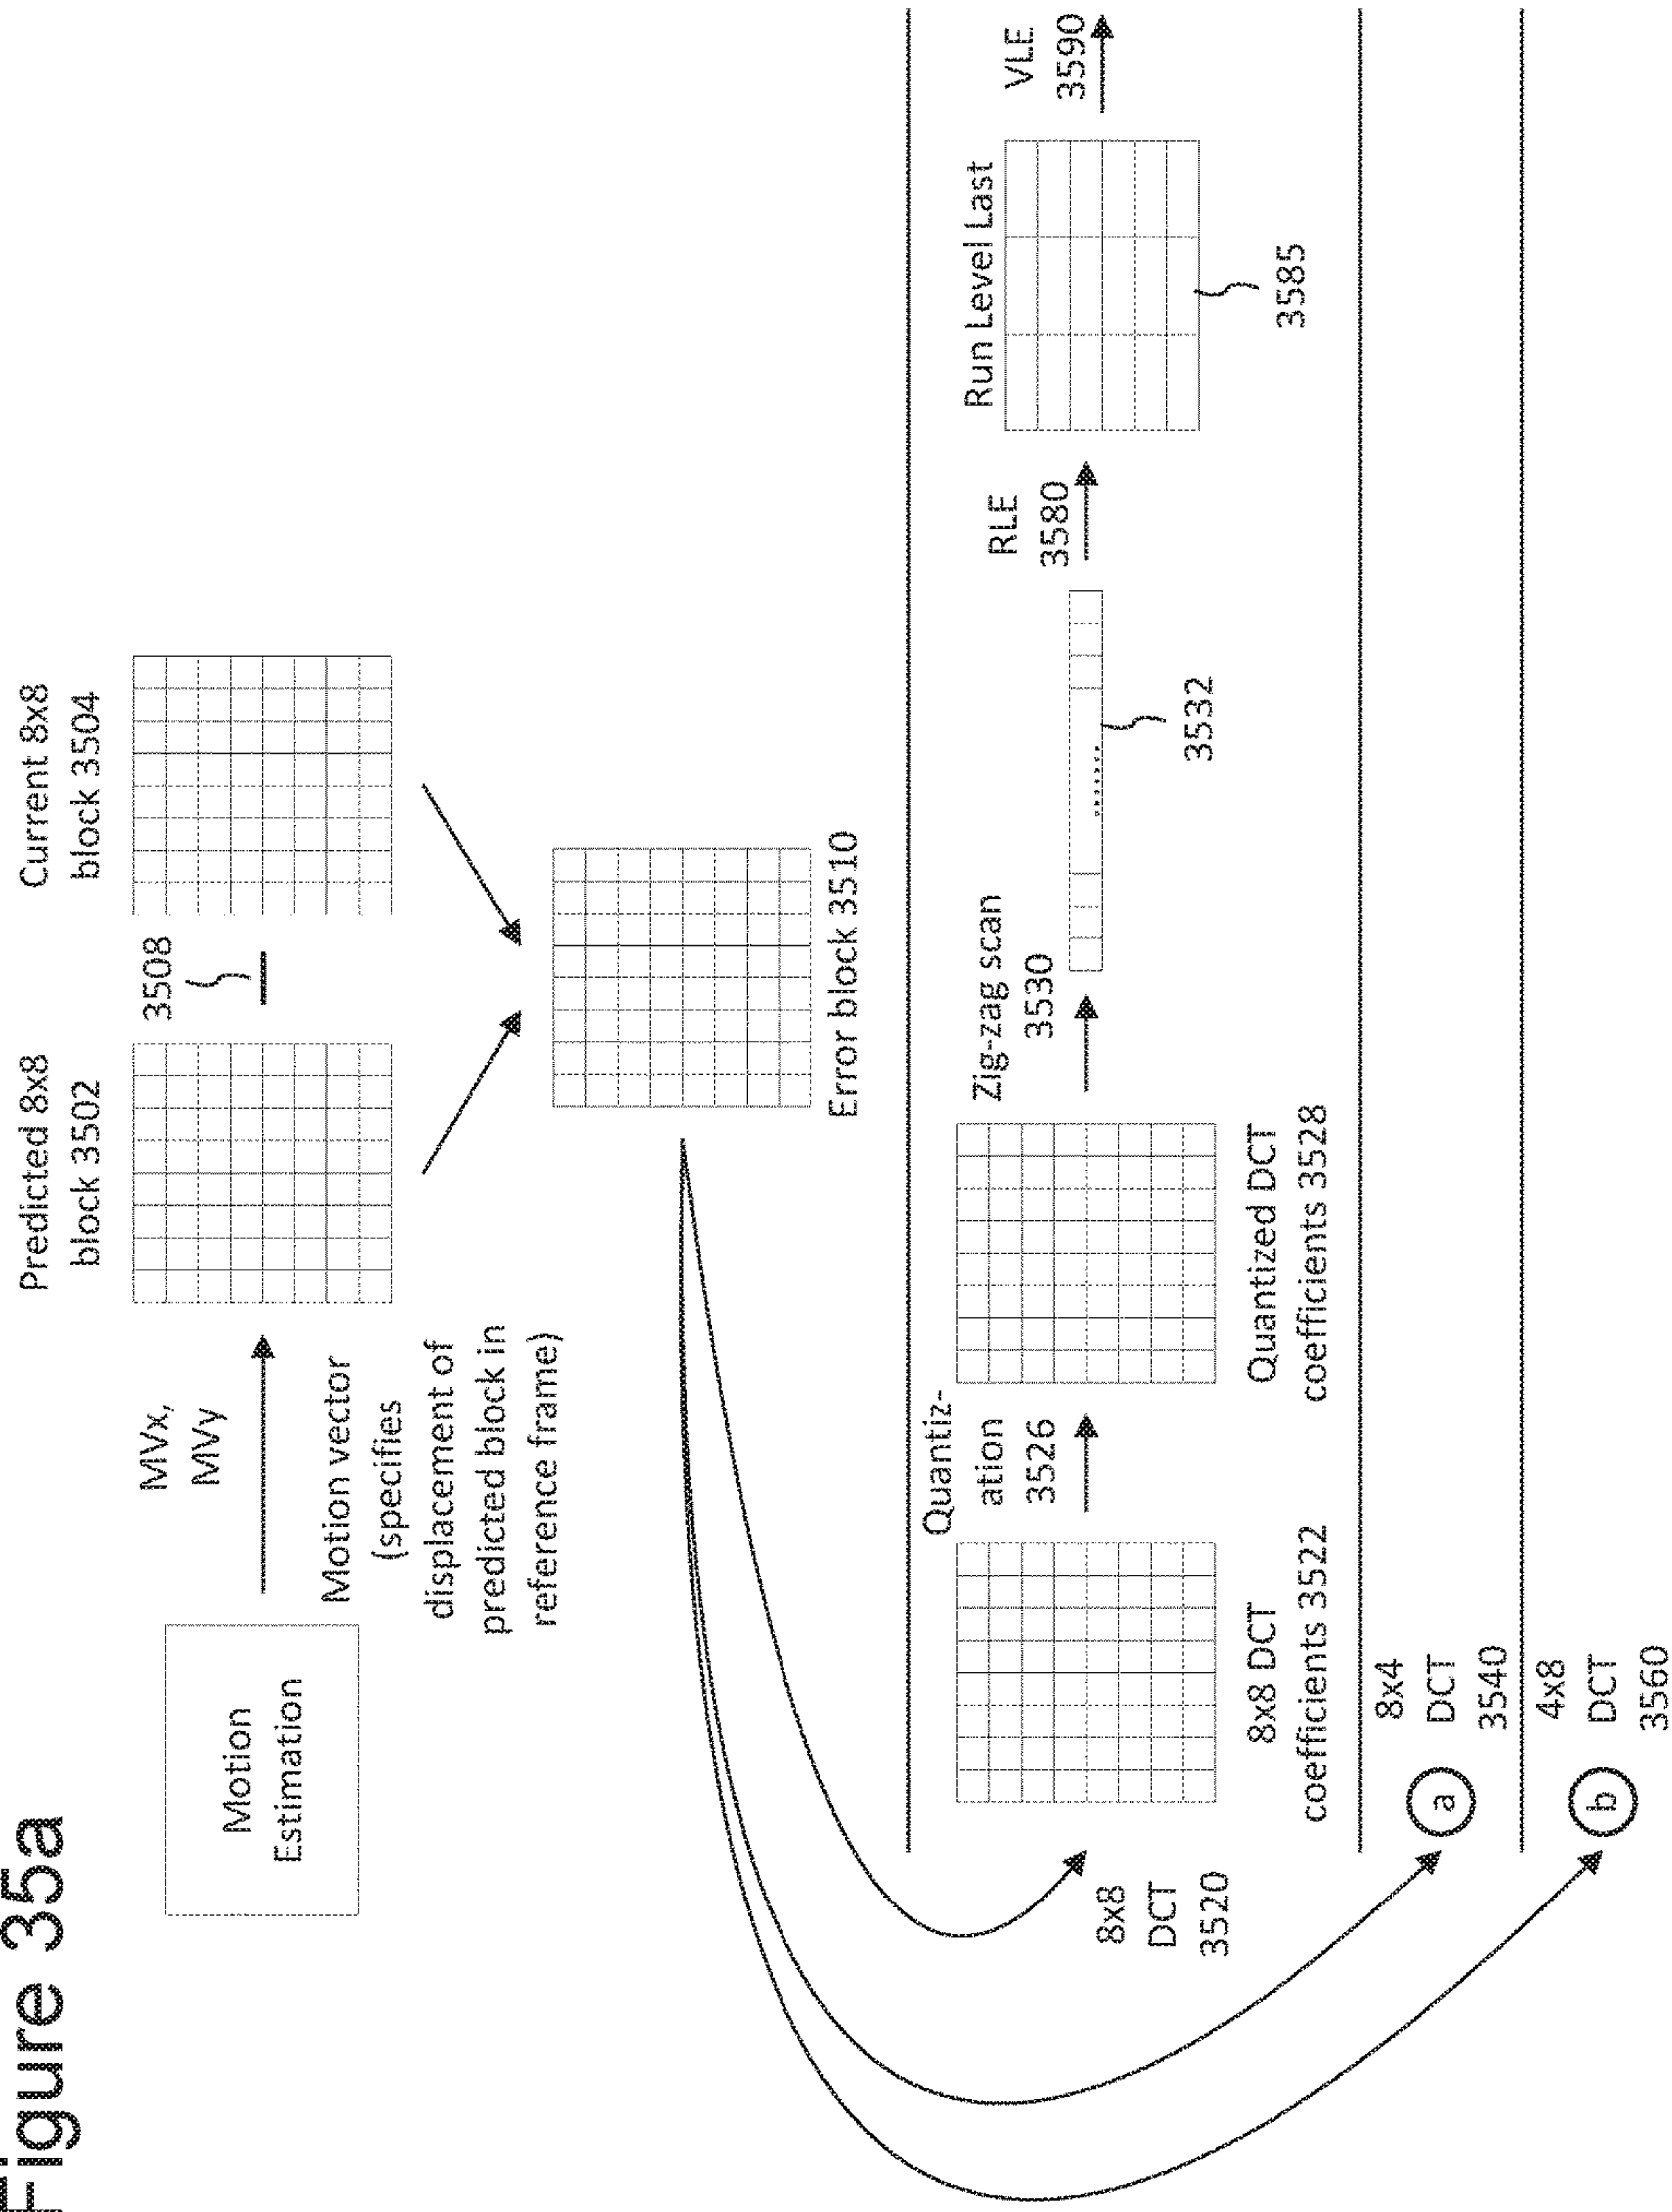 Figure 35a
Motion
Estimation
MVx,
MVy
Motion vector
(specifies
displacement of
predicted block in
reference frame)
Predicted 8x8
block 3502
3508
Current 8x8
block 3504
Error block 3510
8x8
DCT
3520
8x8 DCT
coefficients 3522
Quantiz-
ation
3526
Quantized DCT
coefficients 3528
Zig-zag scan
3530
3532
RLE
3580
Run Level Last
3585
VLE
3590
a
8x4
DCT
3540
b
4x8
DCT
3560